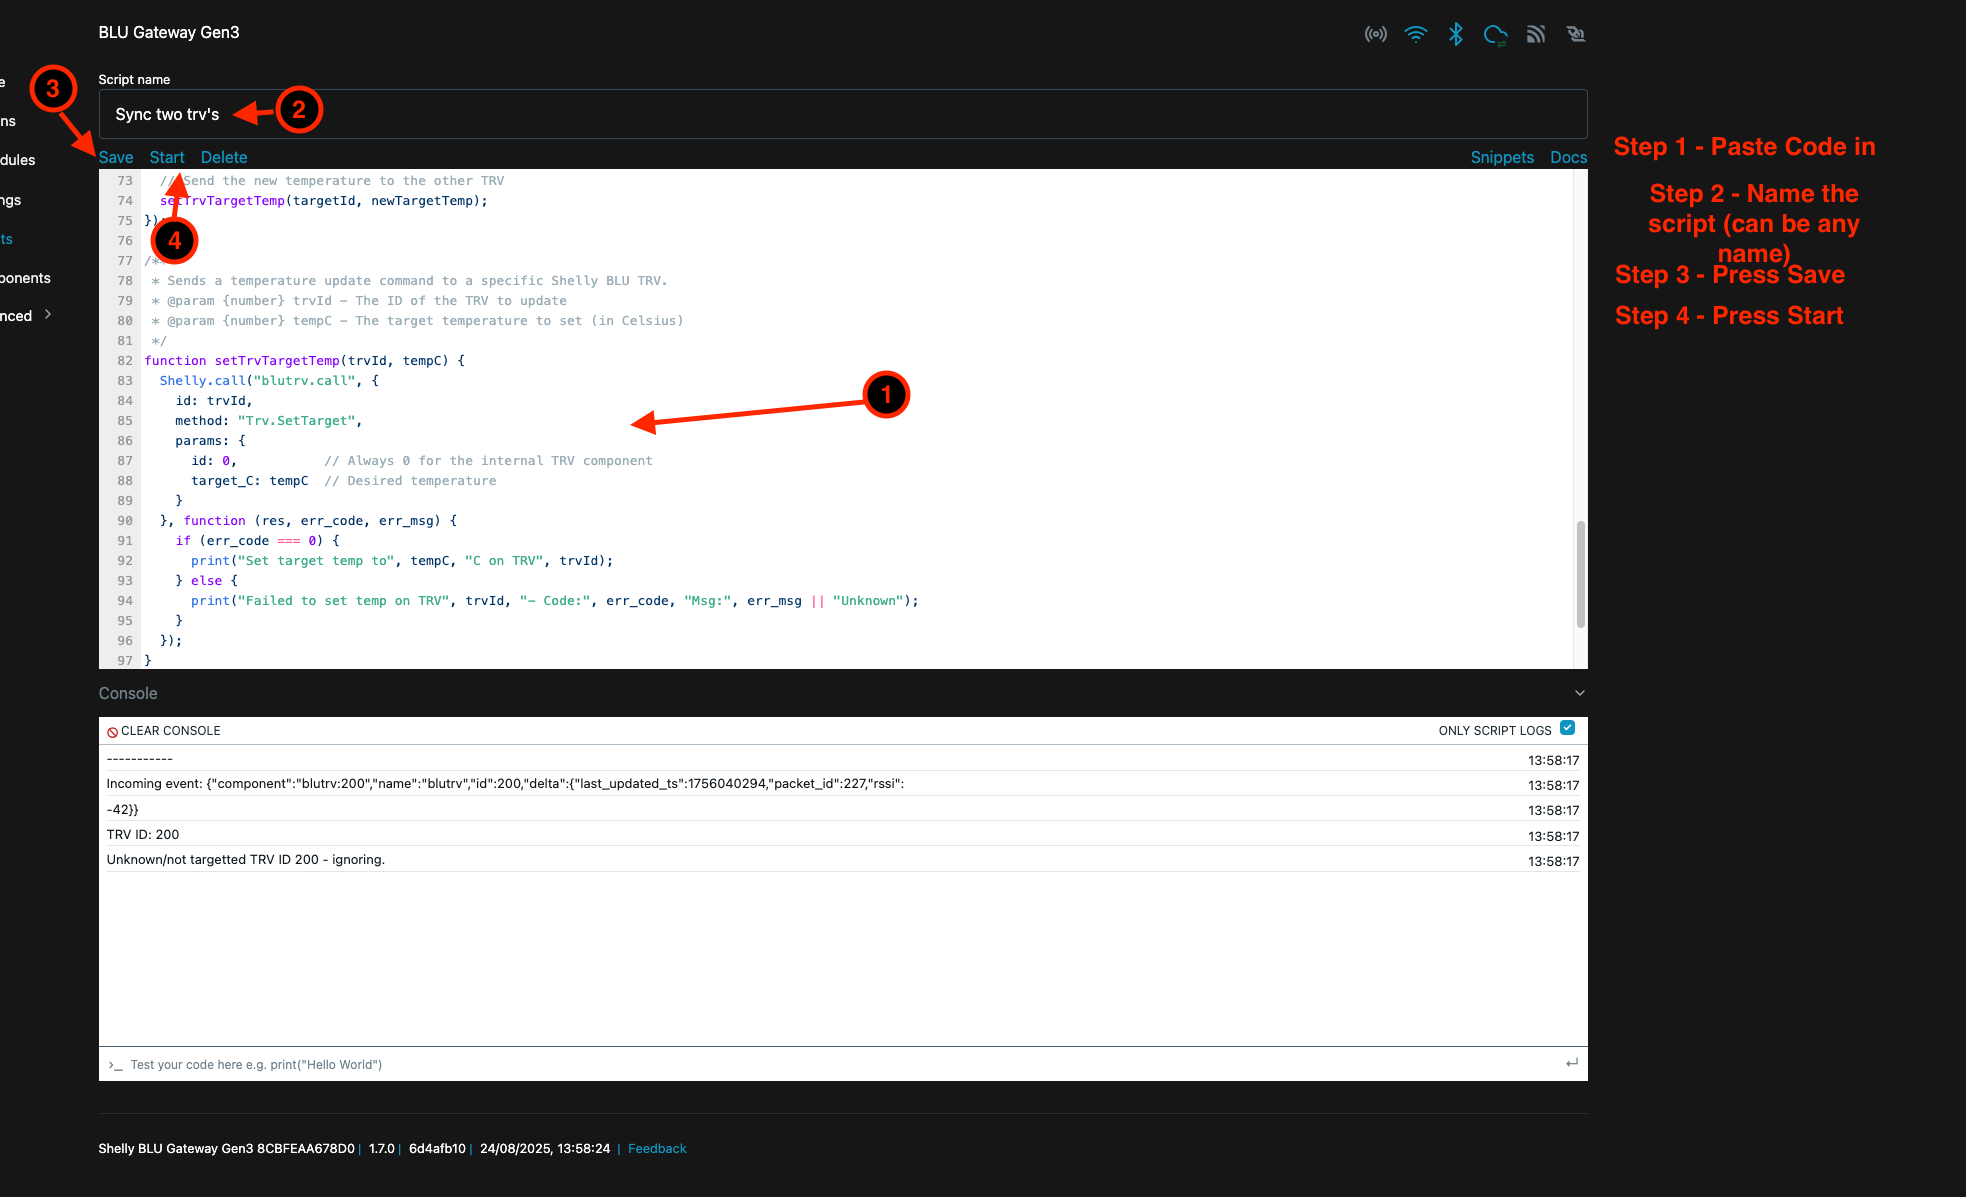 BLU Gateway Gen3
e
ns
dules
ngs
ts
ponents
nced
3
Script name
Sync two trv's
2
Save Start Delete
Snippets Docs
73 // Send the new temperature to the other TRV
74 setTrvTargetTemp(targetId, newTargetTemp);
75 });
76
4
77 /**
78 * Sends a temperature update command to a specific Shelly BLU TRV.
79 * @param {number} trvId – The ID of the TRV to update
80 * @param {number} tempC – The target temperature to set (in Celsius)
81 */
82 function setTrvTargetTemp(trvId, tempC) {
83 Shelly.call("blutrv.call", {
84 id: trvId,
85 method: "Trv.SetTarget",
86 params: {
87 id: 0, // Always 0 for the internal TRV component
88 target_C: tempC // Desired temperature
89 }
90 }, function (res, err_code, err_msg) {
91 if (err_code === 0) {
92 print("Set target temp to", tempC, "C on TRV", trvId);
93 } else {
94 print("Failed to set temp on TRV", trvId, "– Code:", err_code, "Msg:", err_msg || "Unknown");
95 }
96 });
97 }
1
Step 1 - Paste Code in
Step 2 - Name the
script (can be any
name)
Step 3 - Press Save
Step 4 - Press Start
Console
CLEAR CONSOLE
ONLY SCRIPT LOGS
----------- 13:58:17
Incoming event: {"component":"blutrv:200","name":"blutrv","id":200,"delta":{"last_updated_ts":1756040294,"packet_id":227,"rssi": 13:58:17
-42}} 13:58:17
TRV ID: 200 13:58:17
Unknown/not targetted TRV ID 200 - ignoring. 13:58:17
>_ Test your code here e.g. print("Hello World")
Shelly BLU Gateway Gen3 8CBFEAA678D0 | 1.7.0 | 6d4afb10 | 24/08/2025, 13:58:24 | Feedback